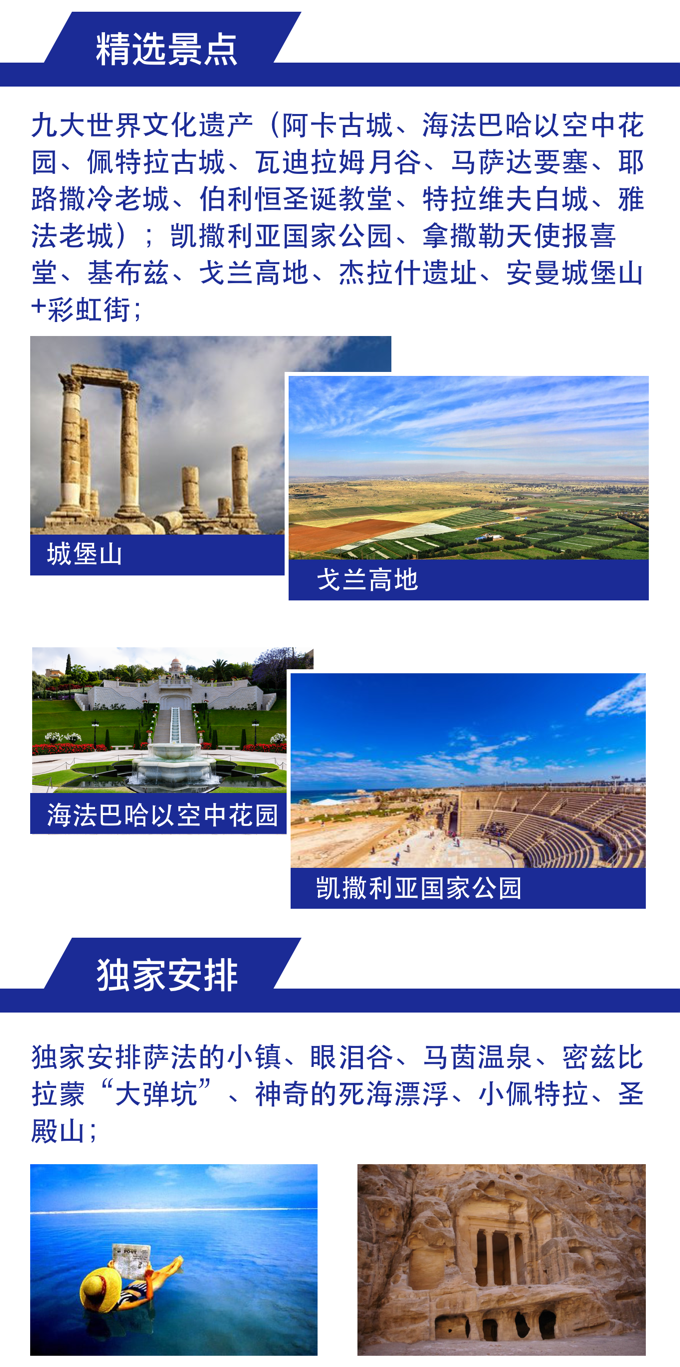 精选景点
九大世界文化遗产（阿卡古城、海法巴哈以空中花
园、佩特拉古城、瓦迪拉姆月谷、马萨达要塞、耶
路撒冷老城、伯利恒圣诞教堂、特拉维夫白城、雅
法老城）；凯撒利亚国家公园、拿撒勒天使报喜
堂、基布兹、戈兰高地、杰拉什遗址、安曼城堡山
+彩虹街；
城堡山
戈兰高地
海法巴哈以空中花园
凯撒利亚国家公园
独家安排
独家安排萨法的小镇、眼泪谷、马茵温泉、密兹比
拉蒙“大弹坑”、神奇的死海漂浮、小佩特拉、圣
殿山；